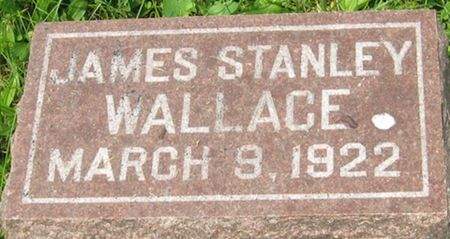 JAMES STANLEY
WALLACE.
MARCH 9, 1922